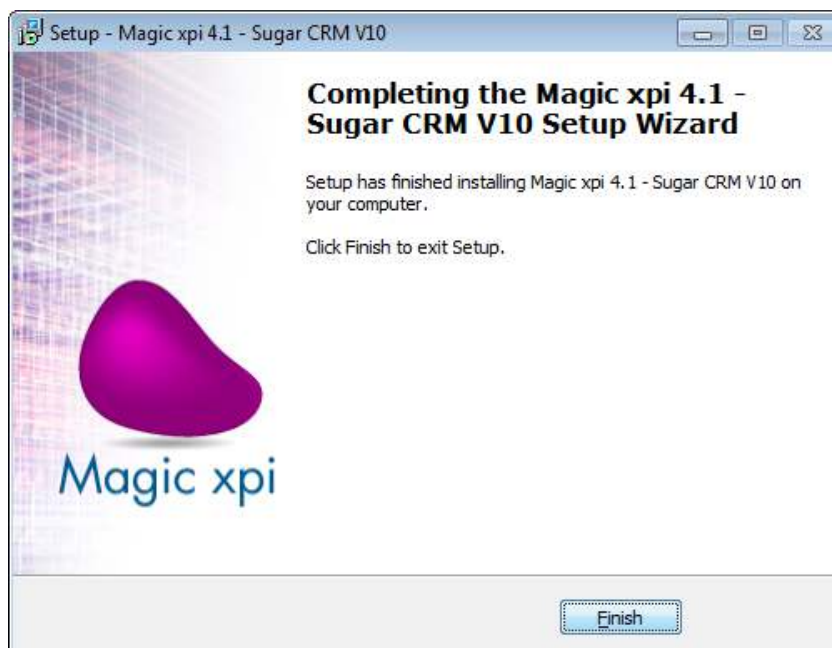 Setup - Magic xpi 4.1 - Sugar CRM V10
Completing the Magic xpi 4.1 -
Sugar CRM V10 Setup Wizard
Setup has finished installing Magic xpi 4.1 - Sugar CRM V10 on
your computer.
Click Finish to exit Setup.
Magic xpi
Finish